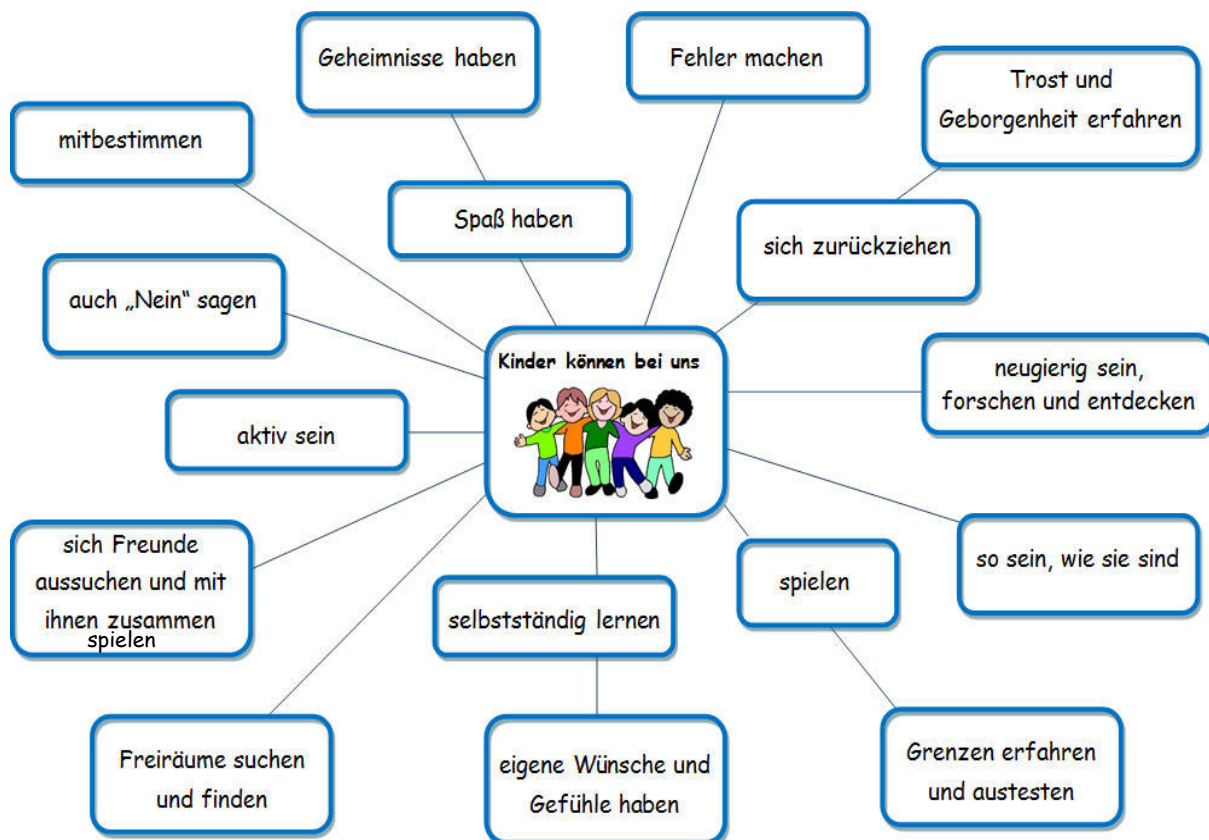 Geheimnisse haben
Fehler machen
Trost und
Geborgenheit erfahren
mitbestimmen
Spaß haben
sich zurückziehen
auch „Nein“ sagen
Kinder können bei uns
neugierig sein,
forschen und entdecken
aktiv sein
sich Freunde
aussuchen und mit
ihnen zusammen
spielen
selbstständig lernen
spielen
so sein, wie sie sind
Freiräume suchen
und finden
eigene Wünsche und
Gefühle haben
Grenzen erfahren
und austesten